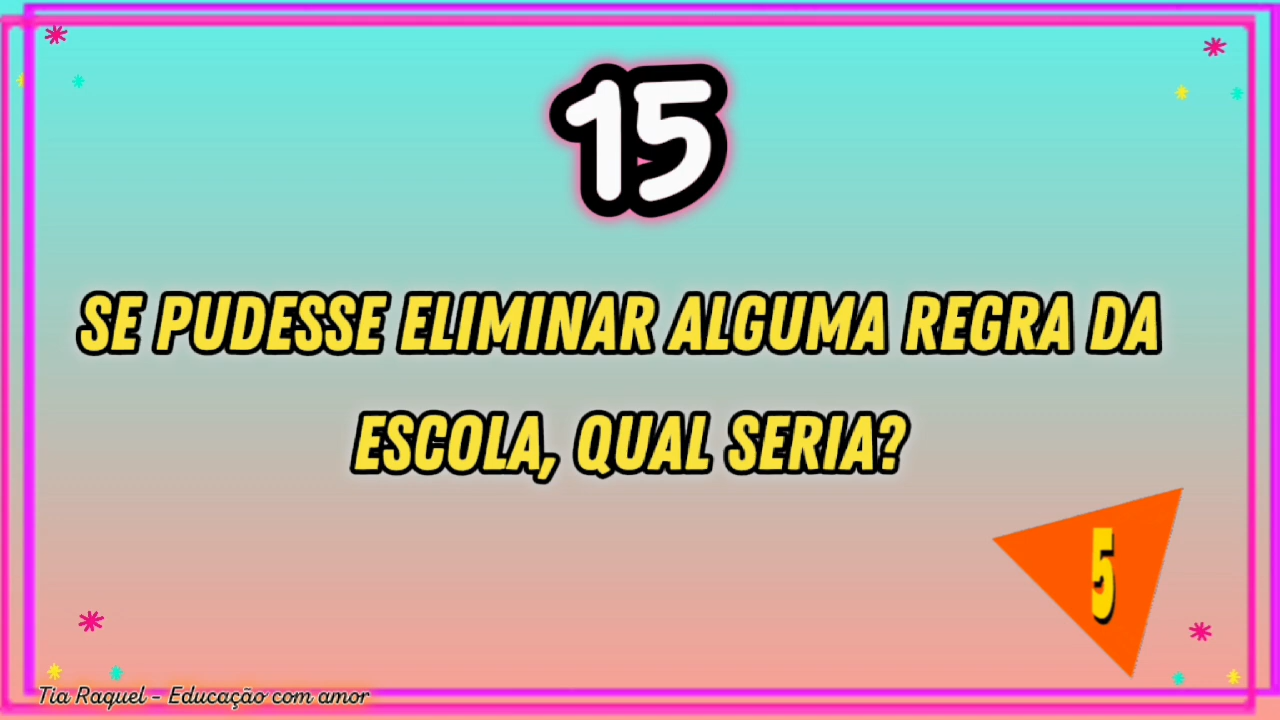 15
SE PUDESSE ELIMINAR ALGUMA REGRA DA
ESCOLA, QUAL SERIA?
5
Tia Raquel - Educação com amor